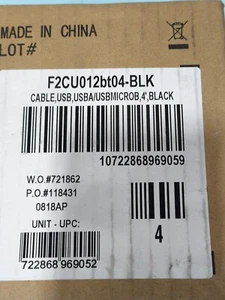 MADE IN CHINA
LOT#
F2CU012bt04-BLK
CABLE,USB,USBA/USBMICROB,4',BLACK
10722868969059
W.O.#721862
P.O.#118431
0818AP
UNIT - UPC:
4
722868 969052